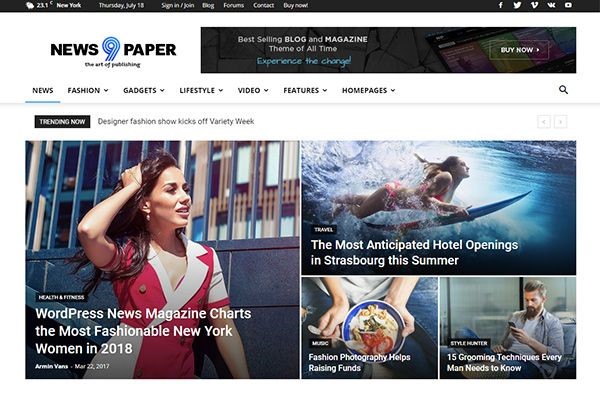 23.1 C New York Thursday, July 18 Sign in / Join Blog Forums Contact Buy now!
NEWS 9 PAPER
the art of publishing
Best Selling BLOG and MAGAZINE
Theme of All Time
Experience the change!
BUY NOW
NEWS FASHION GADGETS LIFESTYLE VIDEO FEATURES HOMEPAGES
TRENDING NOW Designer fashion show kicks off Variety Week
HEALTH & FITNESS
WordPress News Magazine Charts
the Most Fashionable New York
Women in 2018
Armin Vans - Mar 22, 2017
TRAVEL
The Most Anticipated Hotel Openings
in Strasbourg this Summer
MUSIC
Fashion Photography Helps
Raising Funds
STYLE HUNTER
15 Grooming Techniques Every
Man Needs to Know